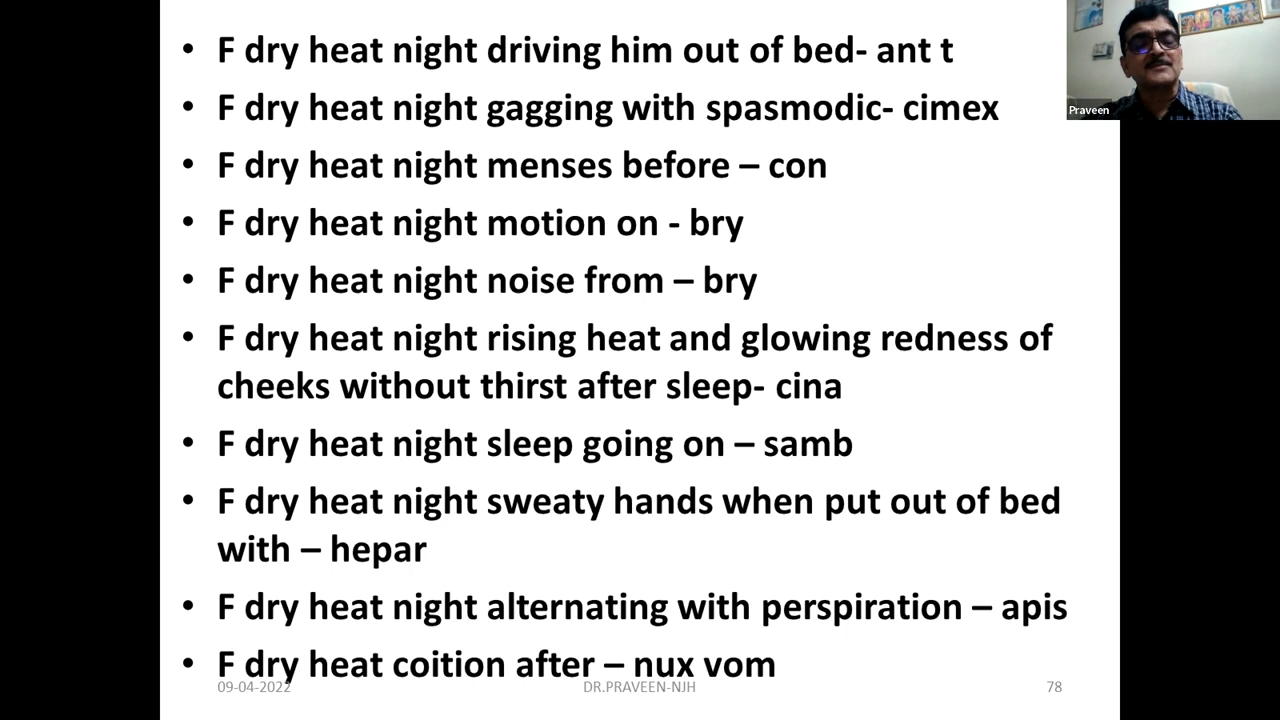 • F dry heat night driving him out of bed- ant t
• F dry heat night gagging with spasmodic- cimex
• F dry heat night menses before – con
• F dry heat night motion on - bry
• F dry heat night noise from – bry
• F dry heat night rising heat and glowing redness of
cheeks without thirst after sleep- cina
• F dry heat night sleep going on – samb
• F dry heat night sweaty hands when put out of bed
with – hepar
• F dry heat night alternating with perspiration – apis
• F dry heat coition after – nux vom
09-04-2022 DR.PRAVEEN-NJH 78
Praveen